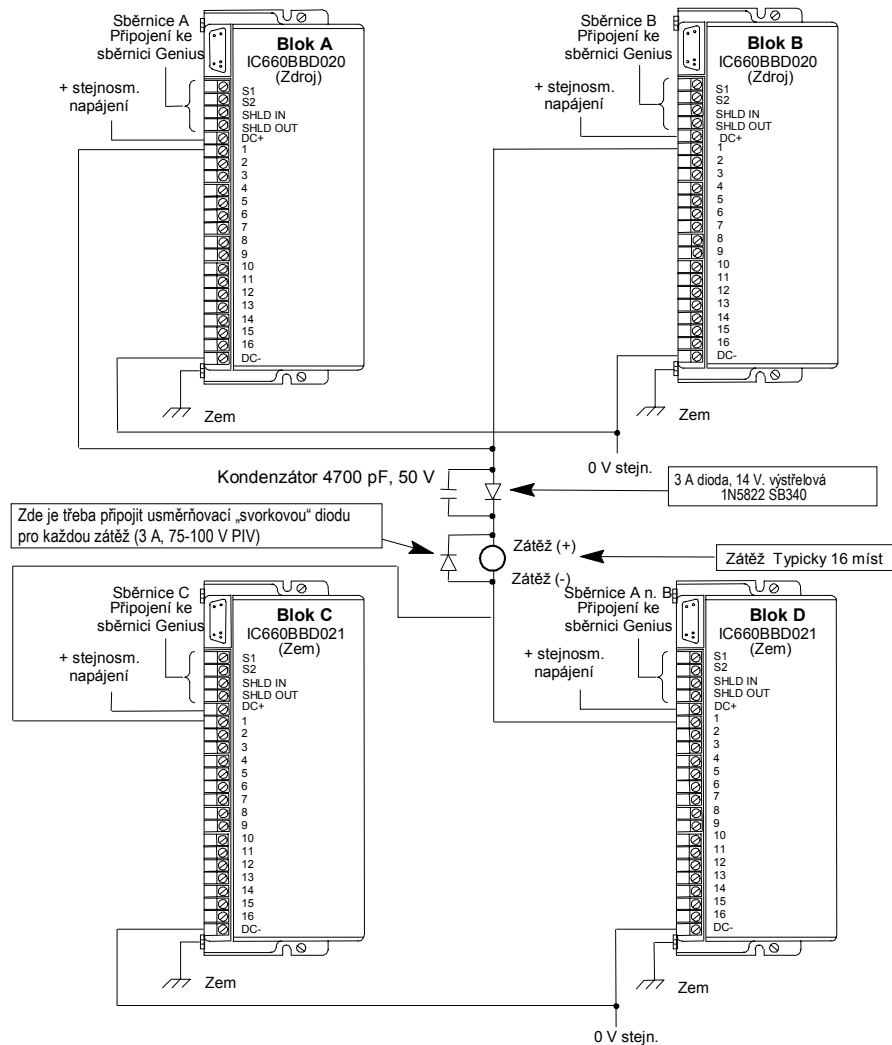 Sběrnice A
Připojení ke
sběrnici Genius
+ stejnosm.
napájení
Blok A
IC660BBD020
(Zdroj)
S1
S2
SHLD IN
SHLD OUT
DC+
1
2
3
4
5
6
7
8
9
10
11
12
13
14
15
16
DC-
Zem
Sběrnice B
Připojení ke
sběrnici Genius
+ stejnosm.
napájení
Blok B
IC660BBD020
(Zdroj)
S1
S2
SHLD IN
SHLD OUT
DC+
1
2
3
4
5
6
7
8
9
10
11
12
13
14
15
16
DC-
Zem
0 V stejn.
Kondenzátor 4700 pF, 50 V
3 A dioda, 14 V. výstřelová
1N5822 SB340
Zde je třeba připojit usměrňovací „svorkovou“ diodu
pro každou zátěž (3 A, 75-100 V PIV)
Zátěž (+)
Zátěž (-)
Zátěž Typicky 16 míst
Sběrnice C
Připojení ke
sběrnici Genius
+ stejnosm.
napájení
Blok C
IC660BBD021
(Zem)
S1
S2
SHLD IN
SHLD OUT
DC+
1
2
3
4
5
6
7
8
9
10
11
12
13
14
15
16
DC-
Zem
Sběrnice A n. B
Připojení ke
sběrnici Genius
+ stejnosm.
napájení
Blok D
IC660BBD021
(Zem)
S1
S2
SHLD IN
SHLD OUT
DC+
1
2
3
4
5
6
7
8
9
10
11
12
13
14
15
16
DC-
Zem
0 V stejn.